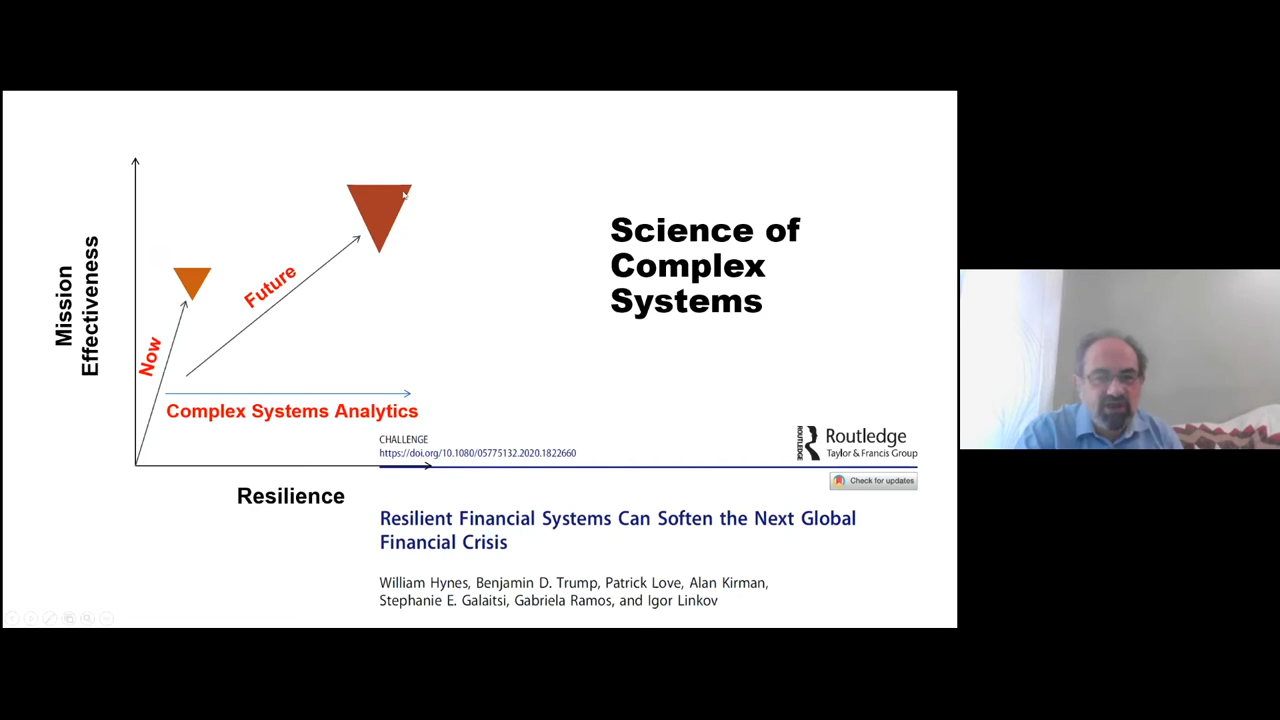 Mission
Effectiveness
Now
Future
Complex Systems Analytics
Resilience
Science of
Complex
Systems
CHALLENGE
https://doi.org/10.1080/05775132.2020.1822660
ROUTLEDGE
Routledge
Taylor & Francis Group
Check for updates
Resilient Financial Systems Can Soften the Next Global
Financial Crisis
William Hynes, Benjamin D. Trump, Patrick Love, Alan Kirman,
Stephanie E. Galaitsi, Gabriela Ramos, and Igor Linkov